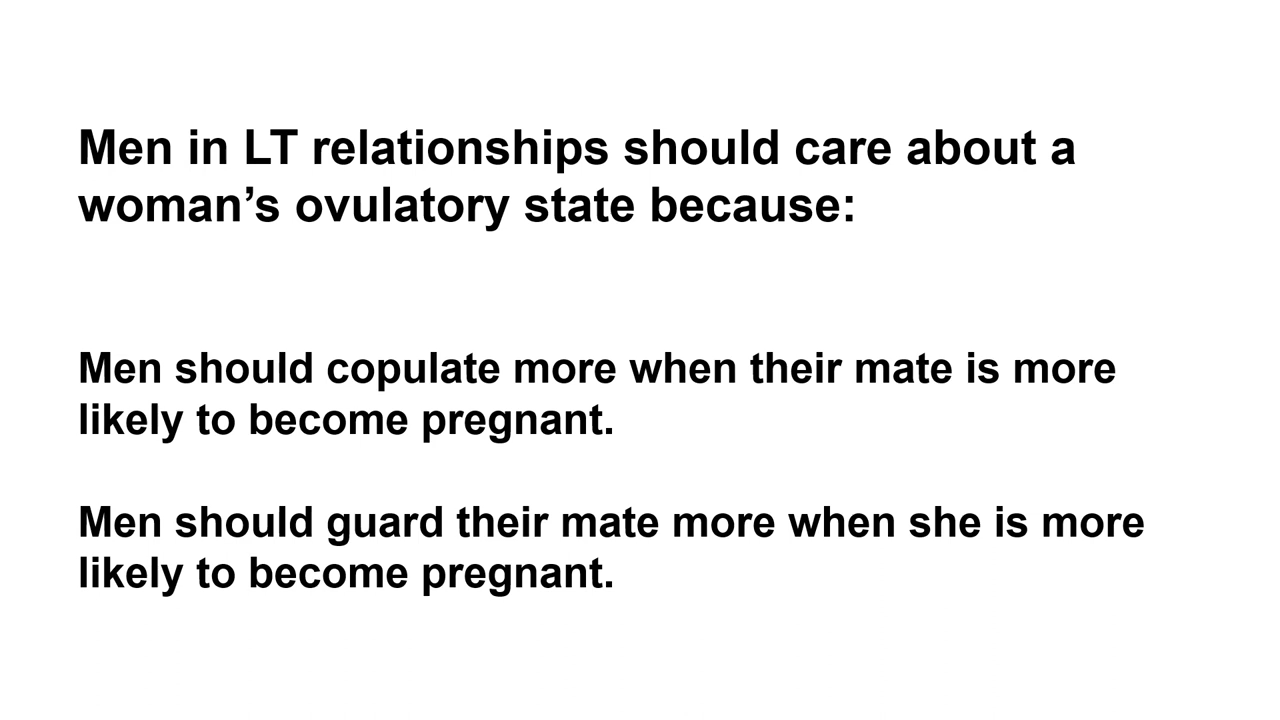 Men in LT relationships should care about a
woman’s ovulatory state because:
Men should copulate more when their mate is more
likely to become pregnant.
Men should guard their mate more when she is more
likely to become pregnant.